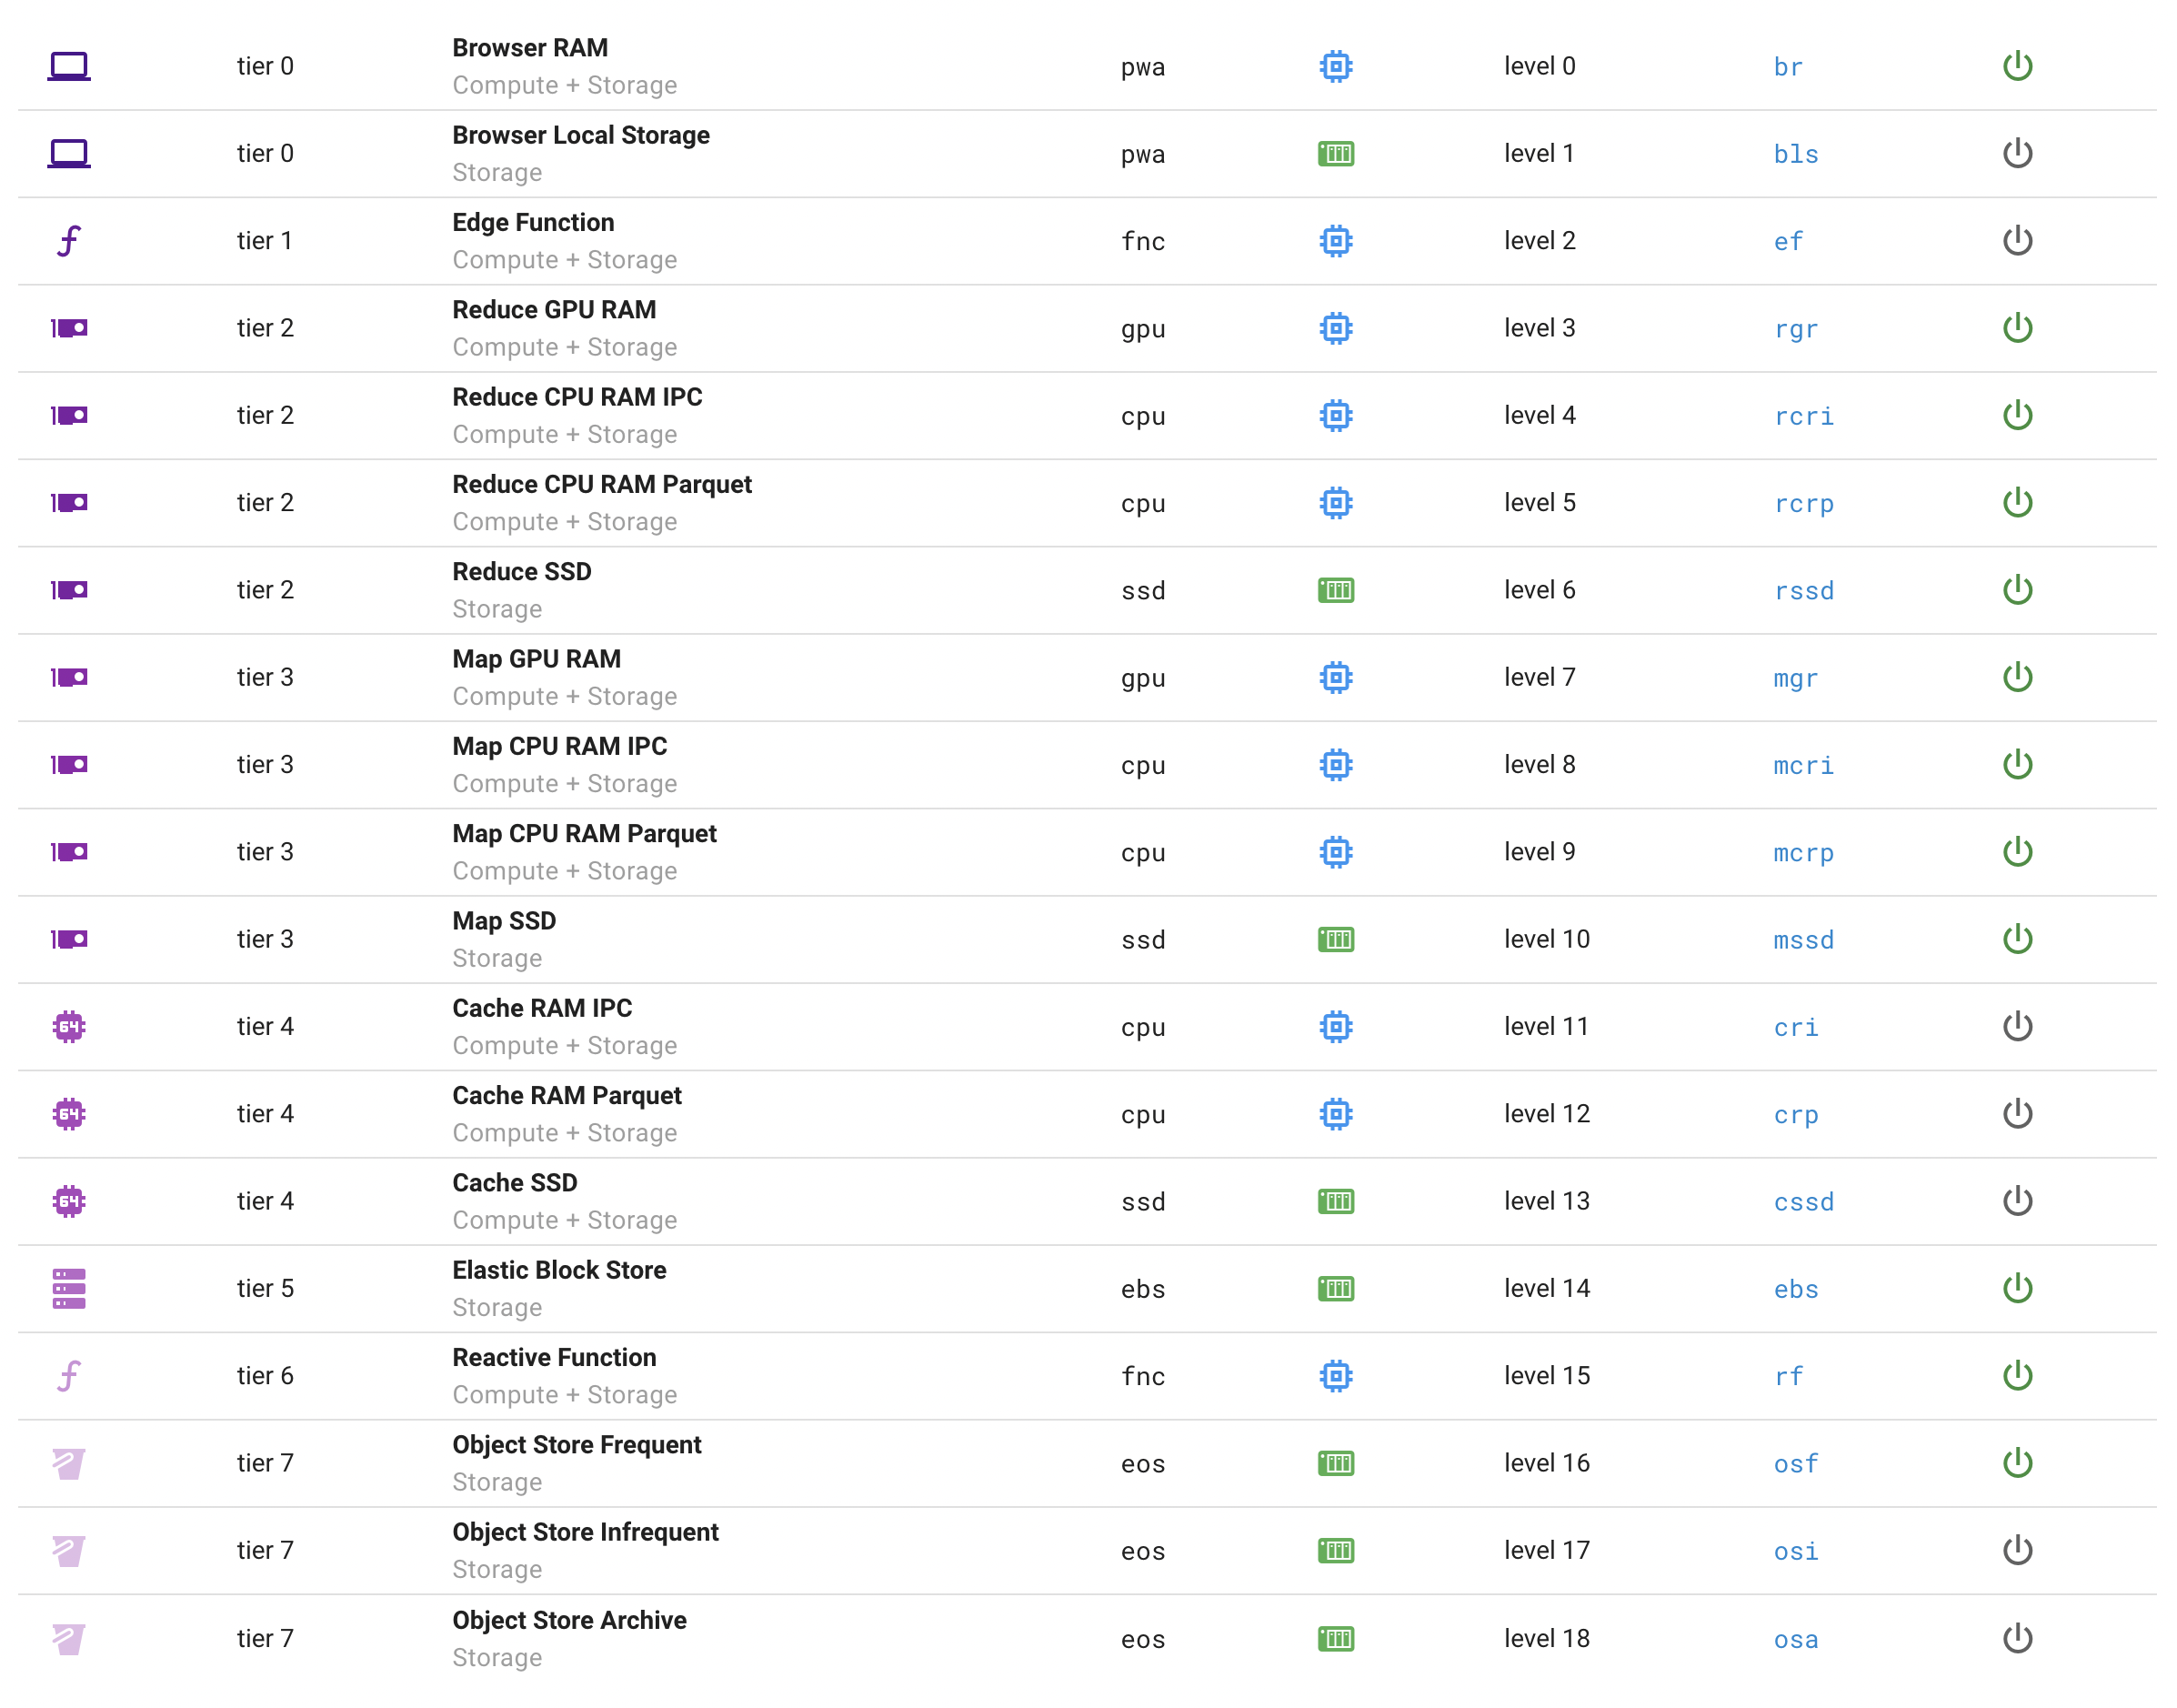 tier 0 Browser RAM pwa level 0 br
Compute + Storage
tier 0 Browser Local Storage pwa level 1 bls
Storage
tier 1 Edge Function fnc level 2 ef
Compute + Storage
tier 2 Reduce GPU RAM gpu level 3 rgr
Compute + Storage
tier 2 Reduce CPU RAM IPC cpu level 4 rcri
Compute + Storage
tier 2 Reduce CPU RAM Parquet cpu level 5 rcrp
Compute + Storage
tier 2 Reduce SSD ssd level 6 rssd
Storage
tier 3 Map GPU RAM gpu level 7 mgr
Compute + Storage
tier 3 Map CPU RAM IPC cpu level 8 mcri
Compute + Storage
tier 3 Map CPU RAM Parquet cpu level 9 mcrp
Compute + Storage
tier 3 Map SSD ssd level 10 mssd
Storage
64 tier 4 Cache RAM IPC cpu level 11 cri
Compute + Storage
64 tier 4 Cache RAM Parquet cpu level 12 crp
Compute + Storage
64 tier 4 Cache SSD ssd level 13 cssd
Compute + Storage
tier 5 Elastic Block Store ebs level 14 ebs
Storage
tier 6 Reactive Function fnc level 15 rf
Compute + Storage
tier 7 Object Store Frequent eos level 16 osf
Storage
tier 7 Object Store Infrequent eos level 17 osi
Storage
tier 7 Object Store Archive eos level 18 osa
Storage